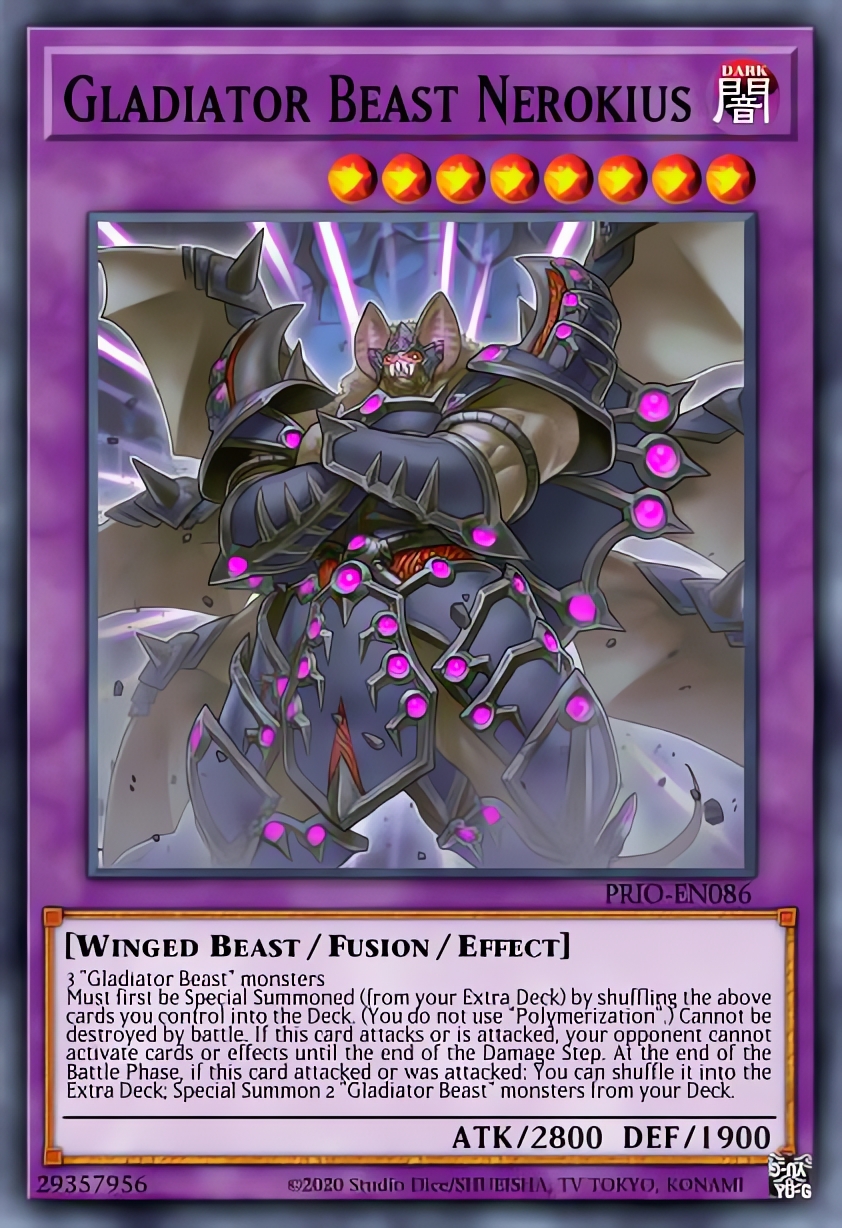 GLADIATOR BEAST NEROKIUS
DARK
闇
PRIO-EN086
[WINGED BEAST / FUSION / EFFECT]
3 "Gladiator Beast" monsters
Must first be Special Summoned (from your Extra Deck) by shuffling the above
cards you control into the Deck. (You do not use "Polymerization".) Cannot be
destroyed by battle. If this card attacks or is attacked, your opponent cannot
activate cards or effects until the end of the Damage Step. At the end of the
Battle Phase, if this card attacked or was attacked: You can shuffle it into the
Extra Deck; Special Summon 2 "Gladiator Beast" monsters from your Deck.
ATK/2800 DEF/1900
29357956
©2020 Studio Dice/SHUEISHA, TV TOKYO, KONAMI